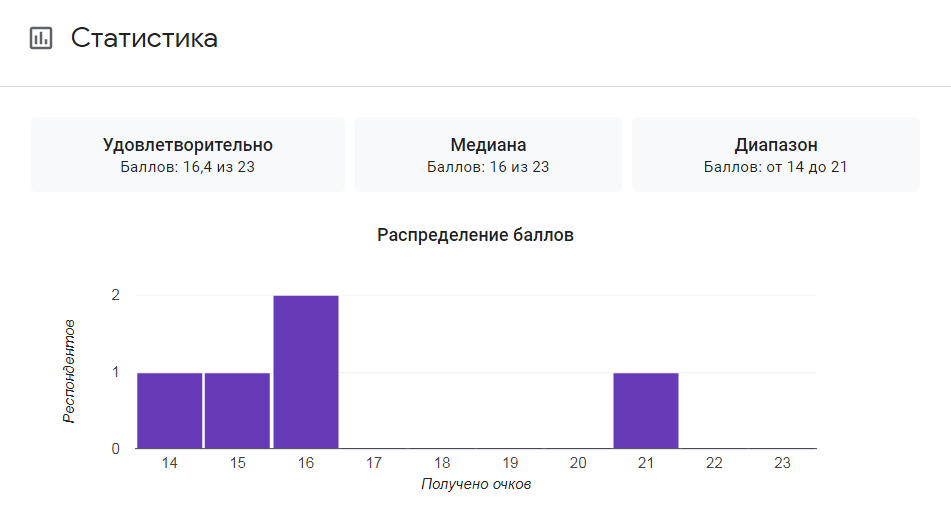 Статистика
Удовлетворительно
Баллов: 16,4 из 23
Медиана
Баллов: 16 из 23
Диапазон
Баллов: от 14 до 21
Распределение баллов
Респондентов
2
1
0
14 15 16 17 18 19 20 21 22 23
Получено очков